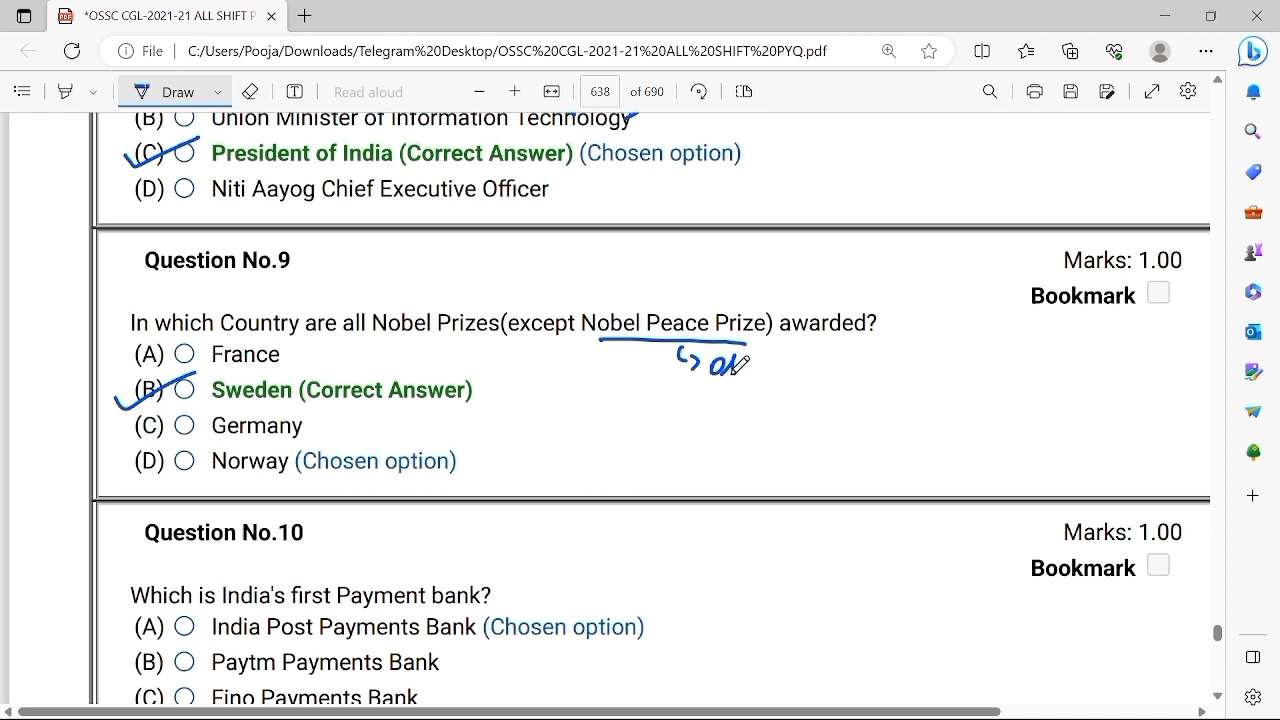 *OSSC CGL-2021-21 ALL SHIFT P
File | C:/Users/Pooja/Downloads/Telegram%20Desktop/OSSC%20CGL-2021-21%20ALL%20SHIFT%20PYQ.pdf
Draw | Read aloud 638 of 690
(B) Union Minister of Information Technology
(C) President of India (Correct Answer) (Chosen option)
(D) Niti Aayog Chief Executive Officer
Question No.9 Marks: 1.00
Bookmark
In which Country are all Nobel Prizes(except Nobel Peace Prize) awarded?
(A) France
(B) Sweden (Correct Answer)
(C) Germany
(D) Norway (Chosen option)
Question No.10 Marks: 1.00
Bookmark
Which is India's first Payment bank?
(A) India Post Payments Bank (Chosen option)
(B) Paytm Payments Bank
(C) Fino Payments Bank